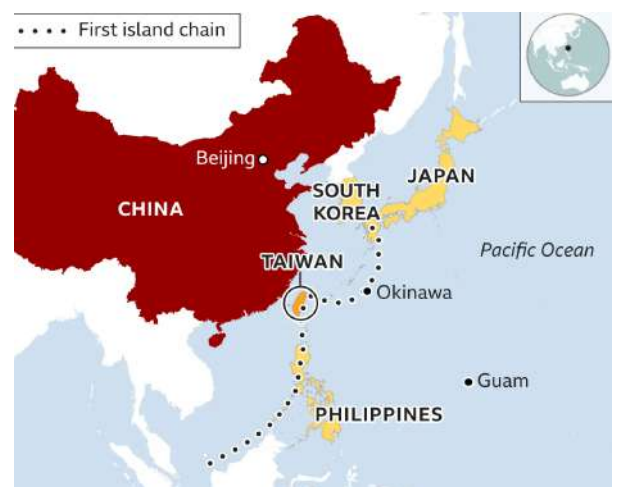 •••• First island chain
Beijing
CHINA
SOUTH
KOREA
JAPAN
TAIWAN
Pacific Ocean
Okinawa
Guam
PHILIPPINES